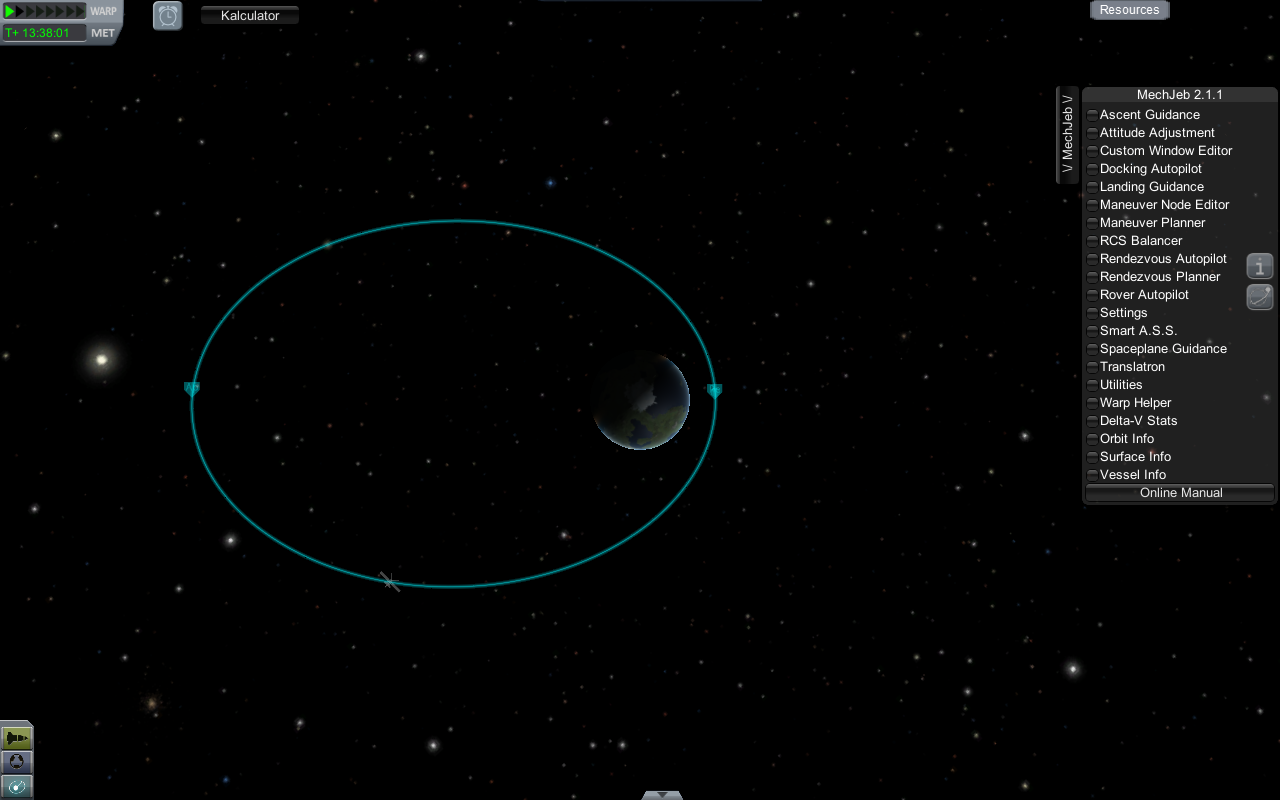 WARP
T+ 13:38:01 MET
Kalculator
Resources
V MechJeb V
MechJeb 2.1.1
Ascent Guidance
Attitude Adjustment
Custom Window Editor
Docking Autopilot
Landing Guidance
Maneuver Node Editor
Maneuver Planner
RCS Balancer
Rendezvous Autopilot
Rendezvous Planner
Rover Autopilot
Settings
Smart A.S.S.
Spaceplane Guidance
Translatron
Utilities
Warp Helper
Delta-V Stats
Orbit Info
Surface Info
Vessel Info
Online Manual